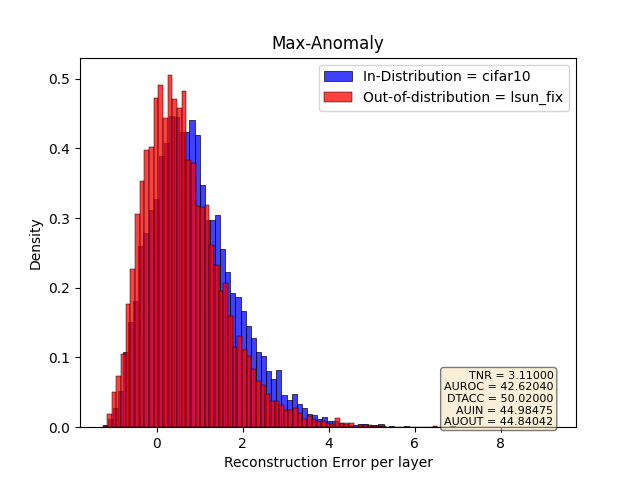 Max-Anomaly
In-Distribution = cifar10
Out-of-distribution = lsun_fix
0.5
0.4
0.3
0.2
0.1
0.0
Density
TNR = 3.11000
AUROC = 42.62040
DTACC = 50.02000
AUIN = 44.98475
AUOUT = 44.84042
0 2 4 6 8
Reconstruction Error per layer